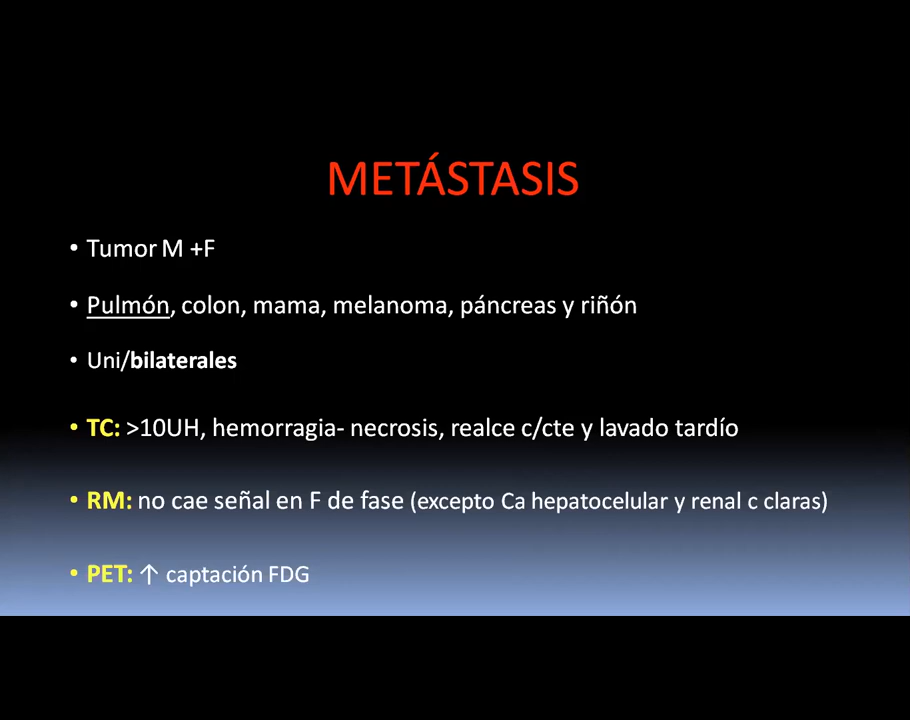 METÁSTASIS
• Tumor M +F
• Pulmón, colon, mama, melanoma, páncreas y riñón
• Uni/bilaterales
• TC: >10UH, hemorragia- necrosis, realce c/cte y lavado tardío
• RM: no cae señal en F de fase (excepto Ca hepatocelular y renal c claras)
• PET: ↑ captación FDG